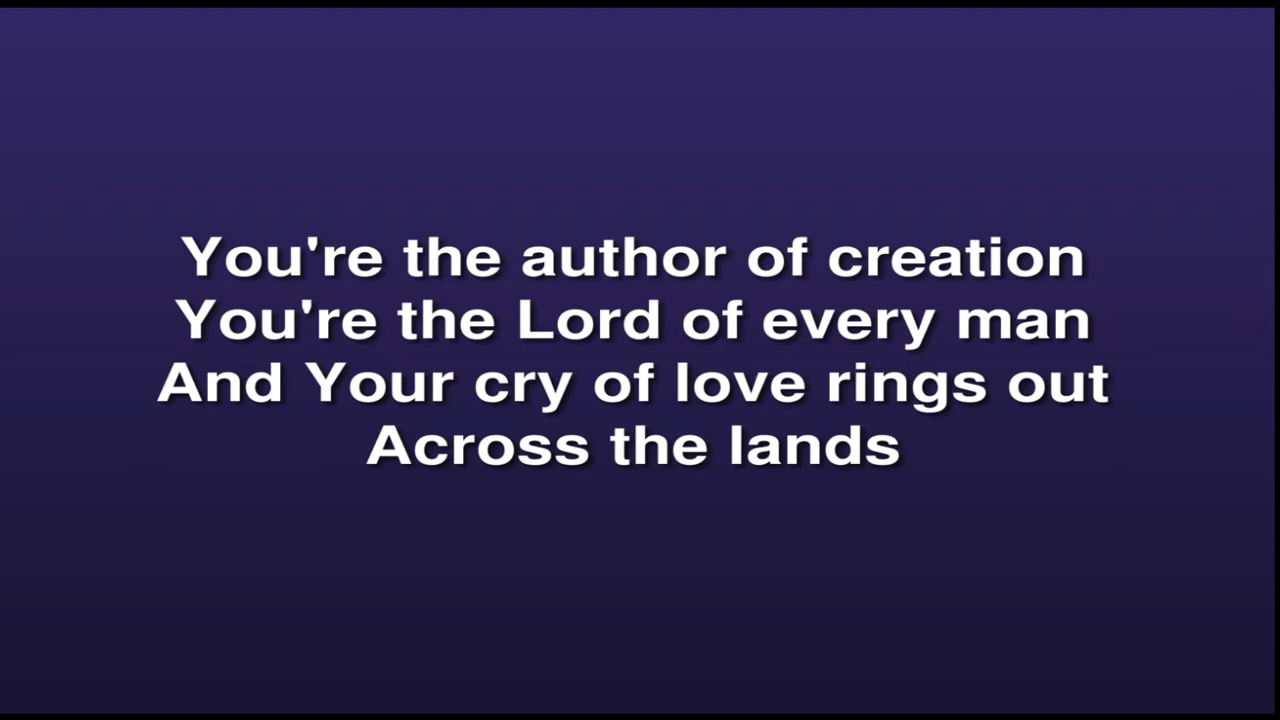 You're the author of creation
You're the Lord of every man
And Your cry of love rings out
Across the lands